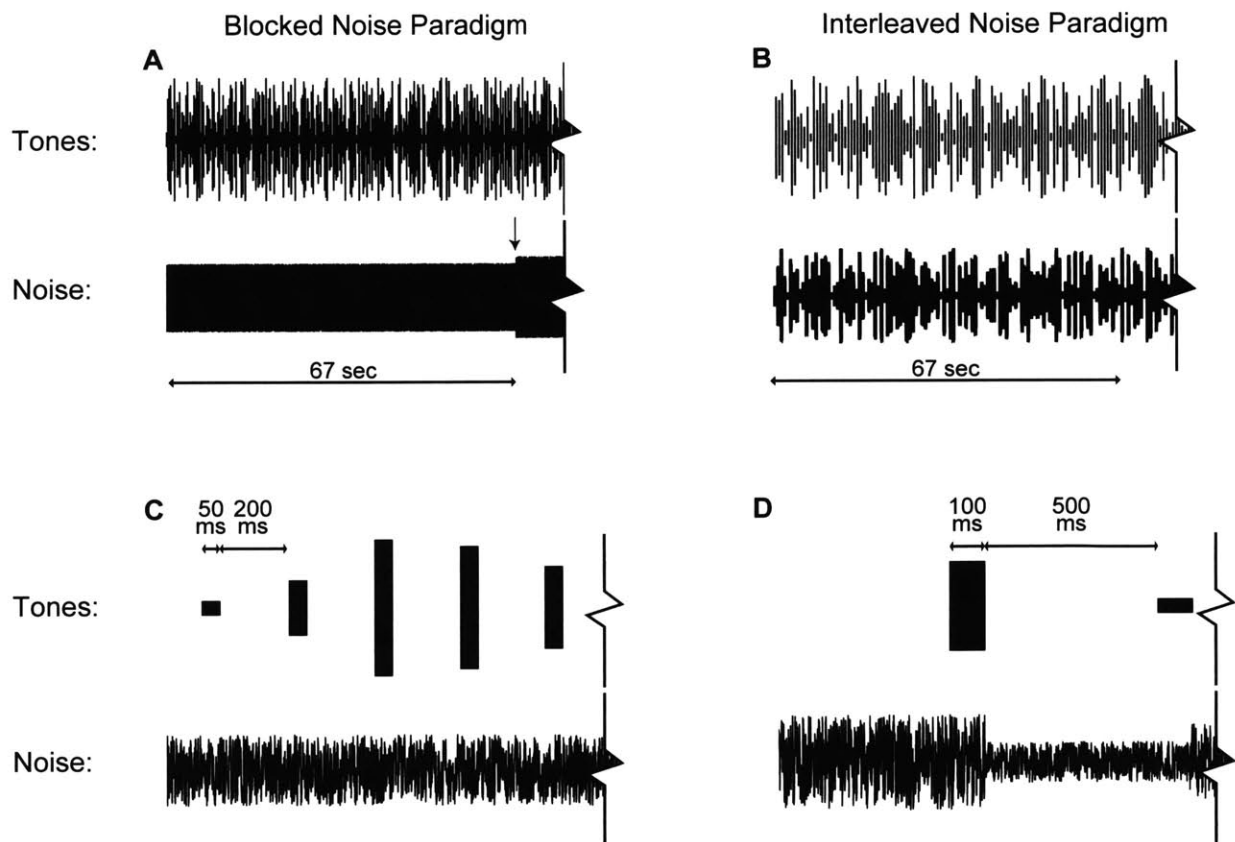 Blocked Noise Paradigm
Interleaved Noise Paradigm
A
B
Tones:
Noise:
67 sec
67 sec
C
50 200
ms ms
D
100 500
ms ms
Tones:
Noise: